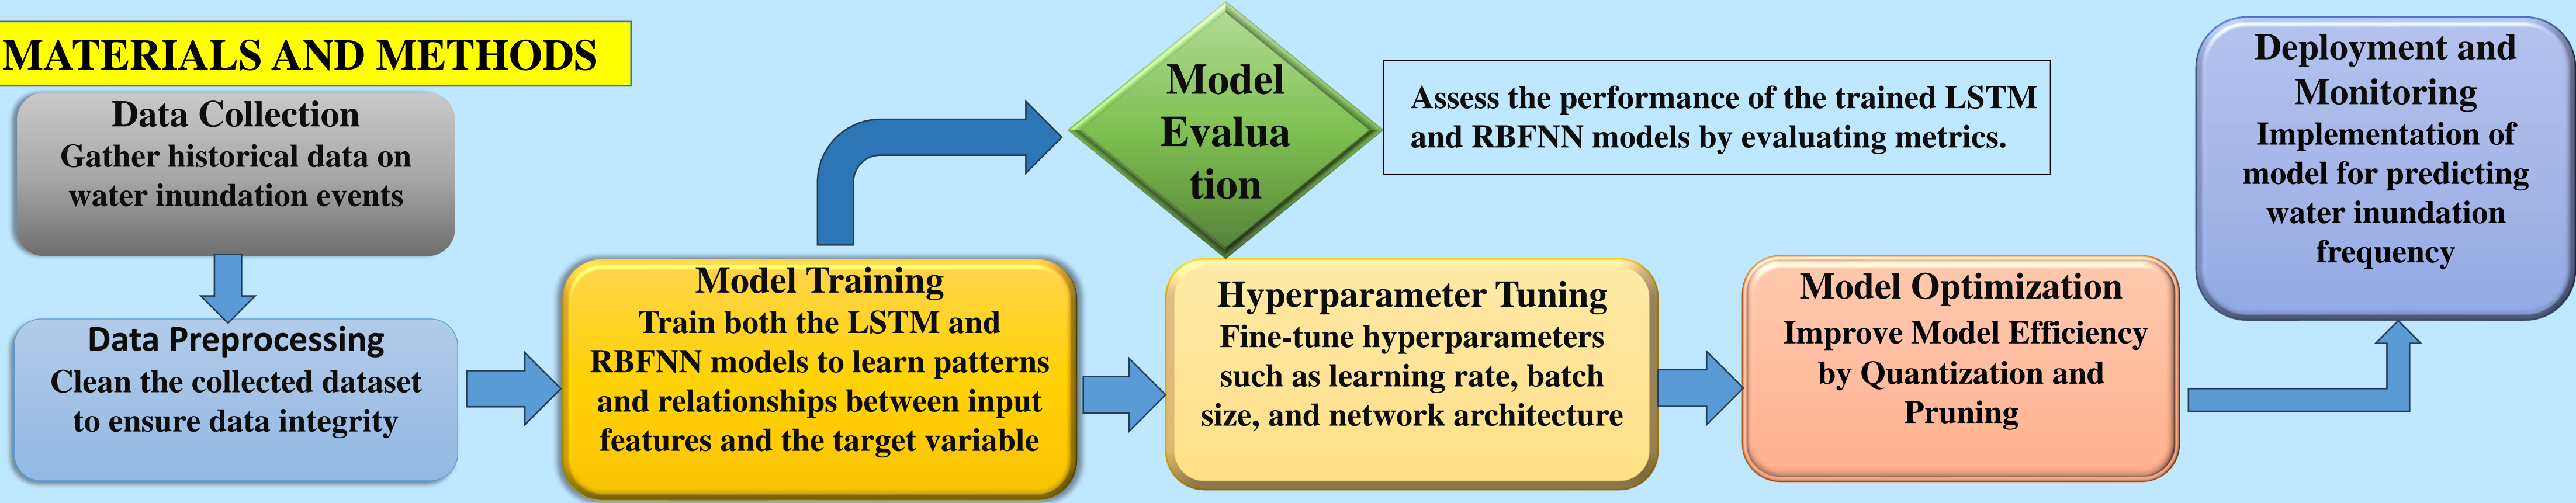 MATERIALS AND METHODS
Data Collection
Gather historical data on
water inundation events
Data Preprocessing
Clean the collected dataset
to ensure data integrity
Model Training
Train both the LSTM and
RBFNN models to learn patterns
and relationships between input
features and the target variable
Model
Evalua
tion
Assess the performance of the trained LSTM
and RBFNN models by evaluating metrics.
Hyperparameter Tuning
Fine-tune hyperparameters
such as learning rate, batch
size, and network architecture
Model Optimization
Improve Model Efficiency
by Quantization and
Pruning
Deployment and
Monitoring
Implementation of
model for predicting
water inundation
frequency